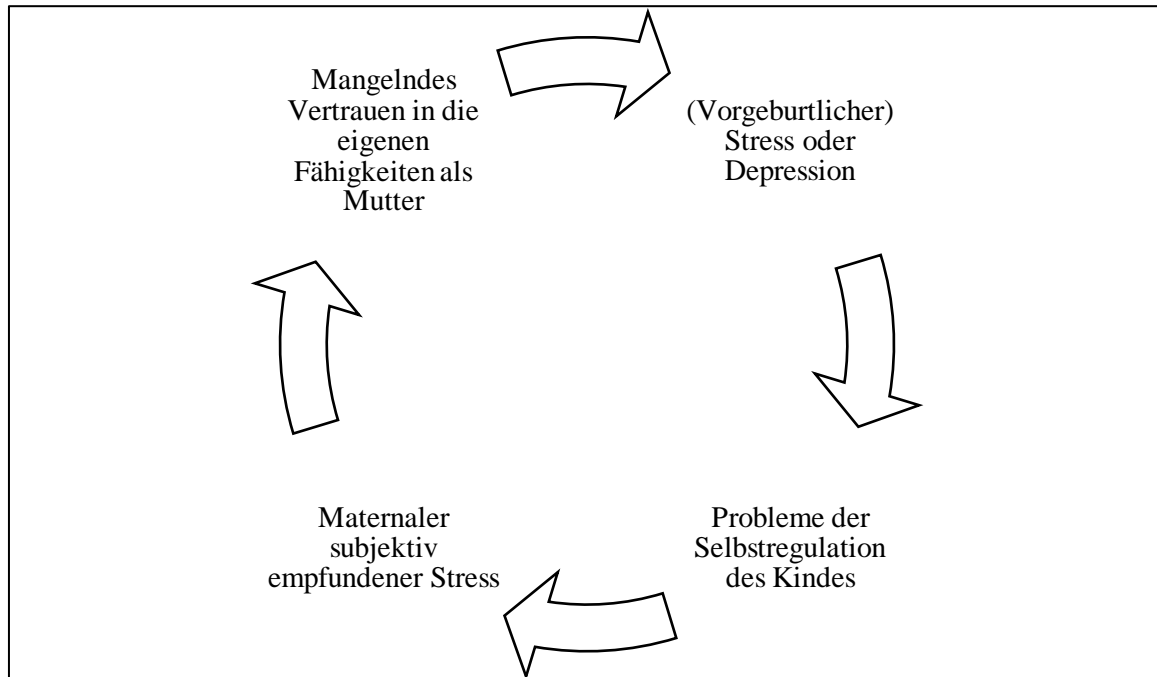 Mangelndes
Vertrauen in die
eigenen
Fähigkeiten als
Mutter
(Vorgeburtlicher)
Stress oder
Depression
Probleme der
Selbstregulation
des Kindes
Maternaler
subjektiv
empfundener Stress